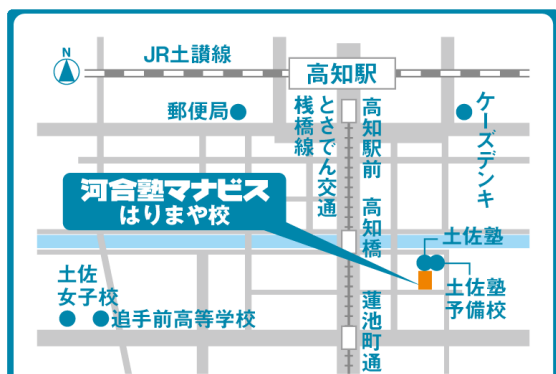 N
JR土讃線
高知駅
郵便局
とさでん交通
桟橋線
高知駅前
ケーズデンキ
河合塾マナビス
はりまや校
高知橋
土佐塾
土佐塾
予備校
土佐
女子校
追手前高等学校
蓮池町通